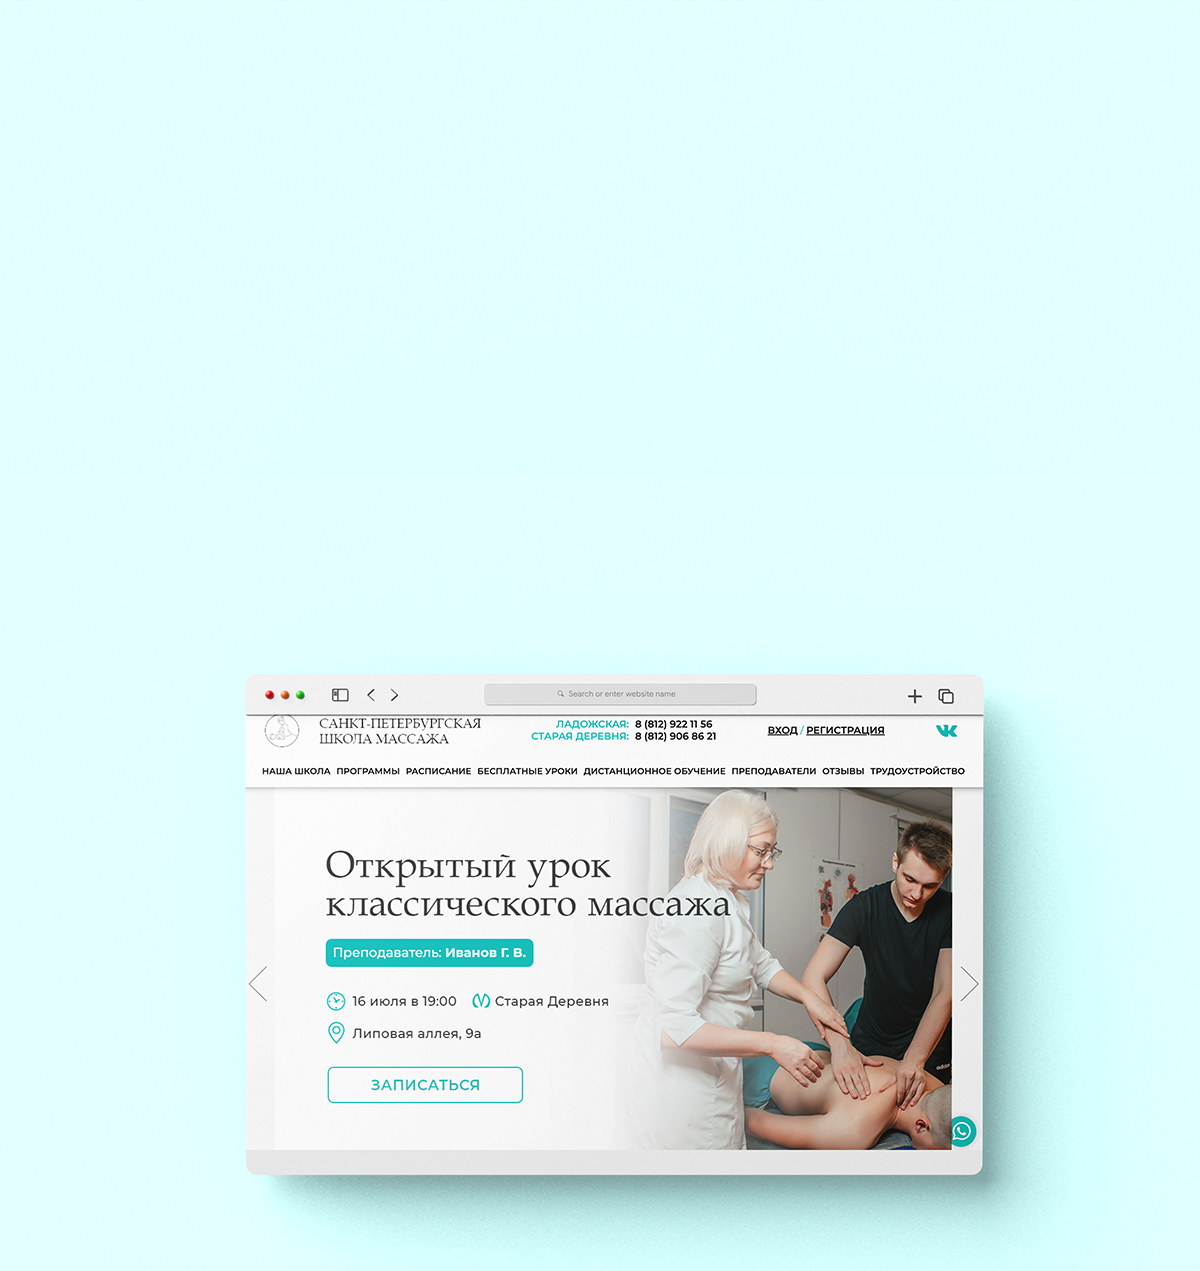 Search or enter website name
САНКТ-ПЕТЕРБУРГСКАЯ
ШКОЛА МАССАЖА
ЛАДОЖСКАЯ: 8 (812) 922 11 56
СТАРАЯ ДЕРЕВНЯ: 8 (812) 906 86 21
ВХОД / РЕГИСТРАЦИЯ
НАША ШКОЛА ПРОГРАММЫ РАСПИСАНИЕ БЕСПЛАТНЫЕ УРОКИ ДИСТАНЦИОННОЕ ОБУЧЕНИЕ ПРЕПОДАВАТЕЛИ ОТЗЫВЫ ТРУДОУСТРОЙСТВО
Открытый урок
классического массажа
Преподаватель: Иванов Г. В.
16 июля в 19:00 Старая Деревня
Липовая аллея, 9а
ЗАПИСАТЬСЯ